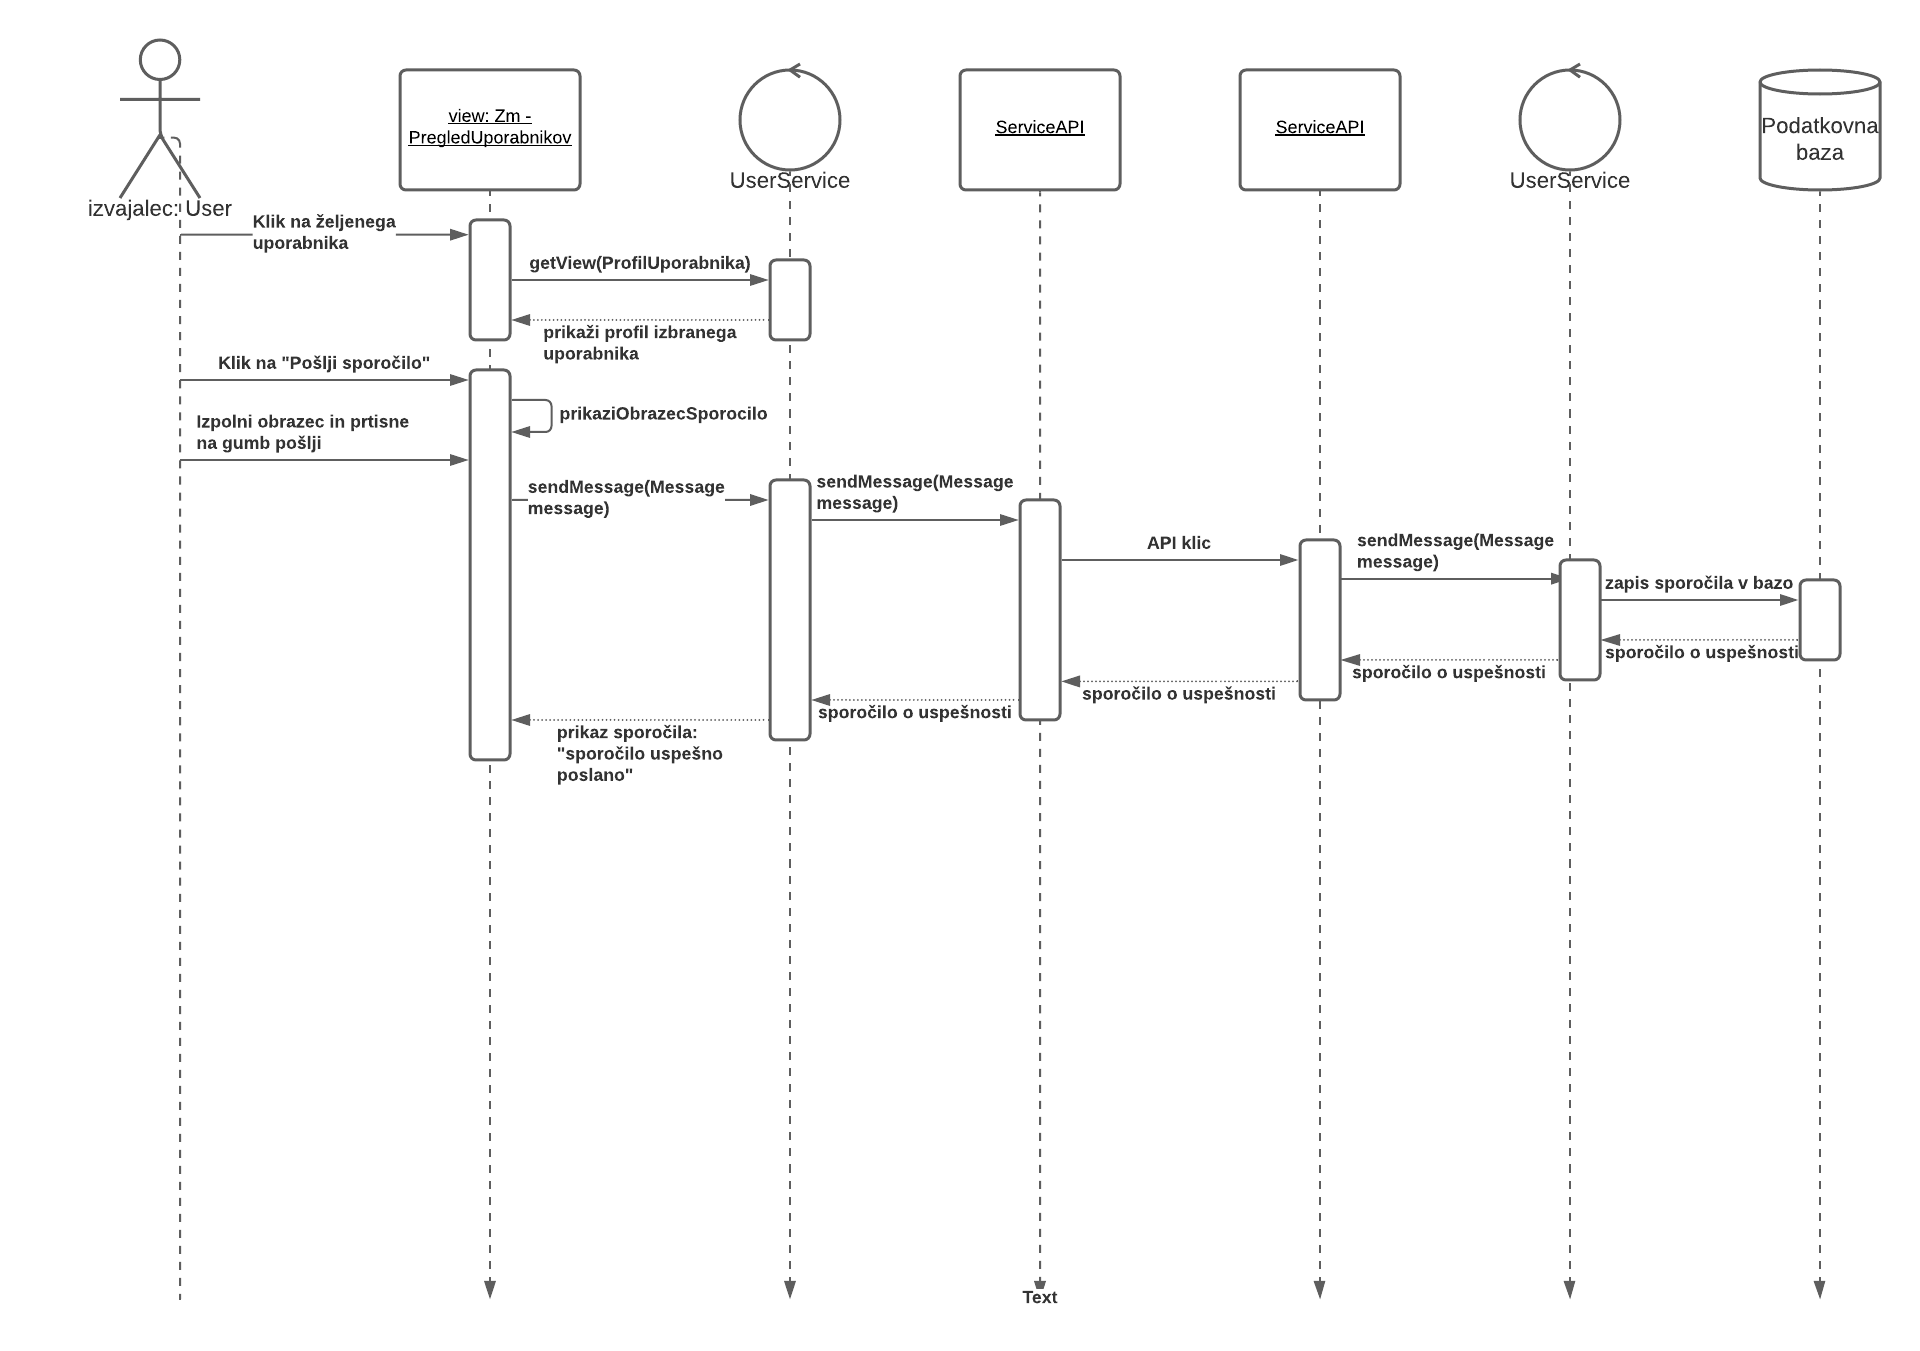 view: Zm -
PregledUporabnikov
UserService
ServiceAPI
ServiceAPI
UserService
Podatkovna
baza
izvajalec: User
Klik na željenega
uporabnika
getView(ProfilUporabnika)
prikaži profil izbranega
uporabnika
Klik na "Pošlji sporočilo"
prikaziObrazecSporocilo
Izpolni obrazec in prtisne
na gumb pošlji
sendMessage(Message
message)
sendMessage(Message
message)
API klic
sendMessage(Message
message)
zapis sporočila v bazo
sporočilo o uspešnosti
sporočilo o uspešnosti
sporočilo o uspešnosti
sporočilo o uspešnosti
prikaz sporočila:
"sporočilo uspešno
poslano"
Text